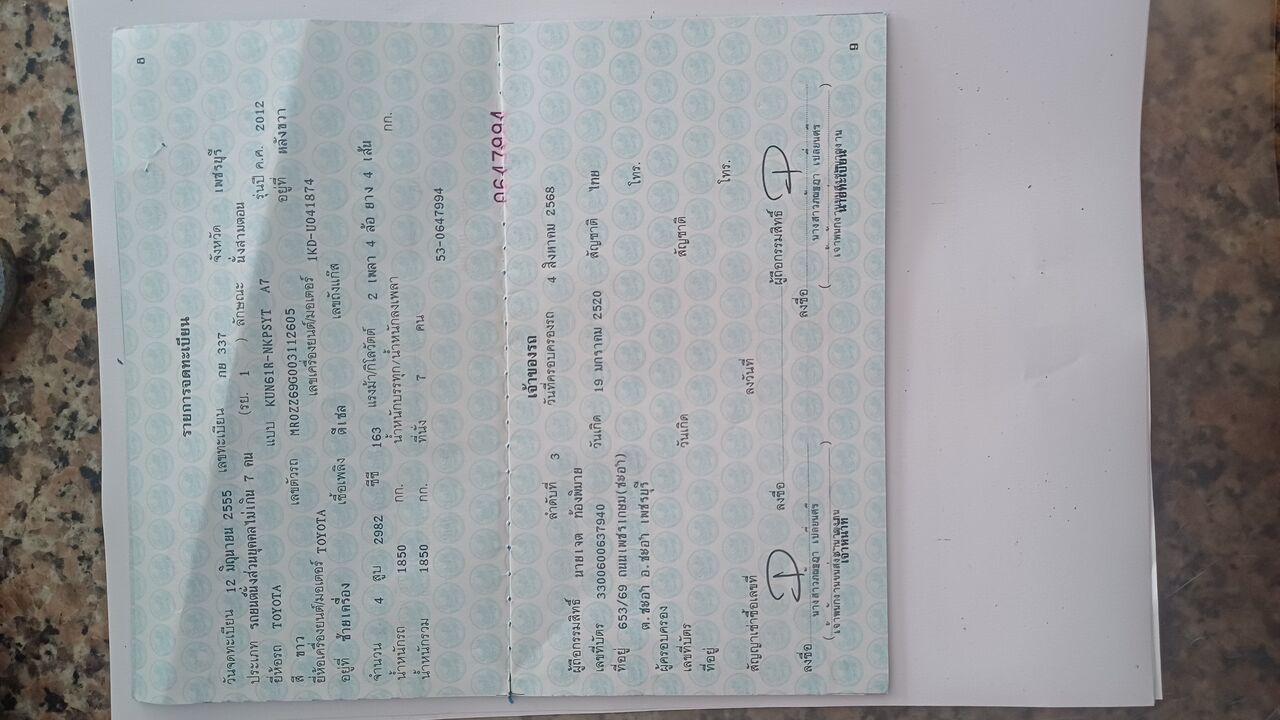 8
รายการจดทะเบียน
วันจดทะเบียน 12 มิถุนายน 2555 เลขทะเบียน กย 337 จังหวัด เพชรบุรี
ประเภท รถยนต์นั่งส่วนบุคคลไม่เกิน 7 คน (รย. 1 ) ลักษณะ นั่งสามตอน
ยี่ห้อรถ TOYOTA แบบ KUN61R-NKPSYT A7 รุ่นปี ค.ศ. 2012
สี ขาว เลขตัวรถ MR0ZZ69G003112605 อยู่ที่ หลังขวา
ยี่ห้อเครื่องยนต์/มอเตอร์ TOYOTA เลขเครื่องยนต์/มอเตอร์ 1KD-U041874
อยู่ที่ ซ้ายเครื่อง เชื้อเพลิง ดีเซล เลขถังแก๊ส
จำนวน 4 สูบ 2982 ซีซี 163 แรงม้า/กิโลวัตต์ 2 เพลา 4 ล้อ ยาง 4 เส้น
น้ำหนักรถ 1850 กก. น้ำหนักบรรทุก/น้ำหนักลงเพลา กก.
น้ำหนักรวม 1850 กก. ที่นั่ง 7 คน
53-0647994
0647994
เจ้าของรถ
ลำดับที่ 3 วันที่ครอบครองรถ 4 สิงหาคม 2568
ผู้ถือกรรมสิทธิ์ นายเจต ท้องพิมาย
เลขที่บัตร 3300600637940 วันเกิด 19 มกราคม 2520 สัญชาติ ไทย
ที่อยู่ 653/69 ถนนเพชรเกษม(ชะอำ) โทร.
ต.ชะอำ อ.ชะอำ เพชรบุรี
ผู้ครอบครอง
เลขที่บัตร วันเกิด สัญชาติ
ที่อยู่ โทร.
สัญญาเช่าซื้อเลขที่ ลงวันที่
ลงชื่อ ผู้ถือกรรมสิทธิ์
ลงชื่อ ลงชื่อ
9